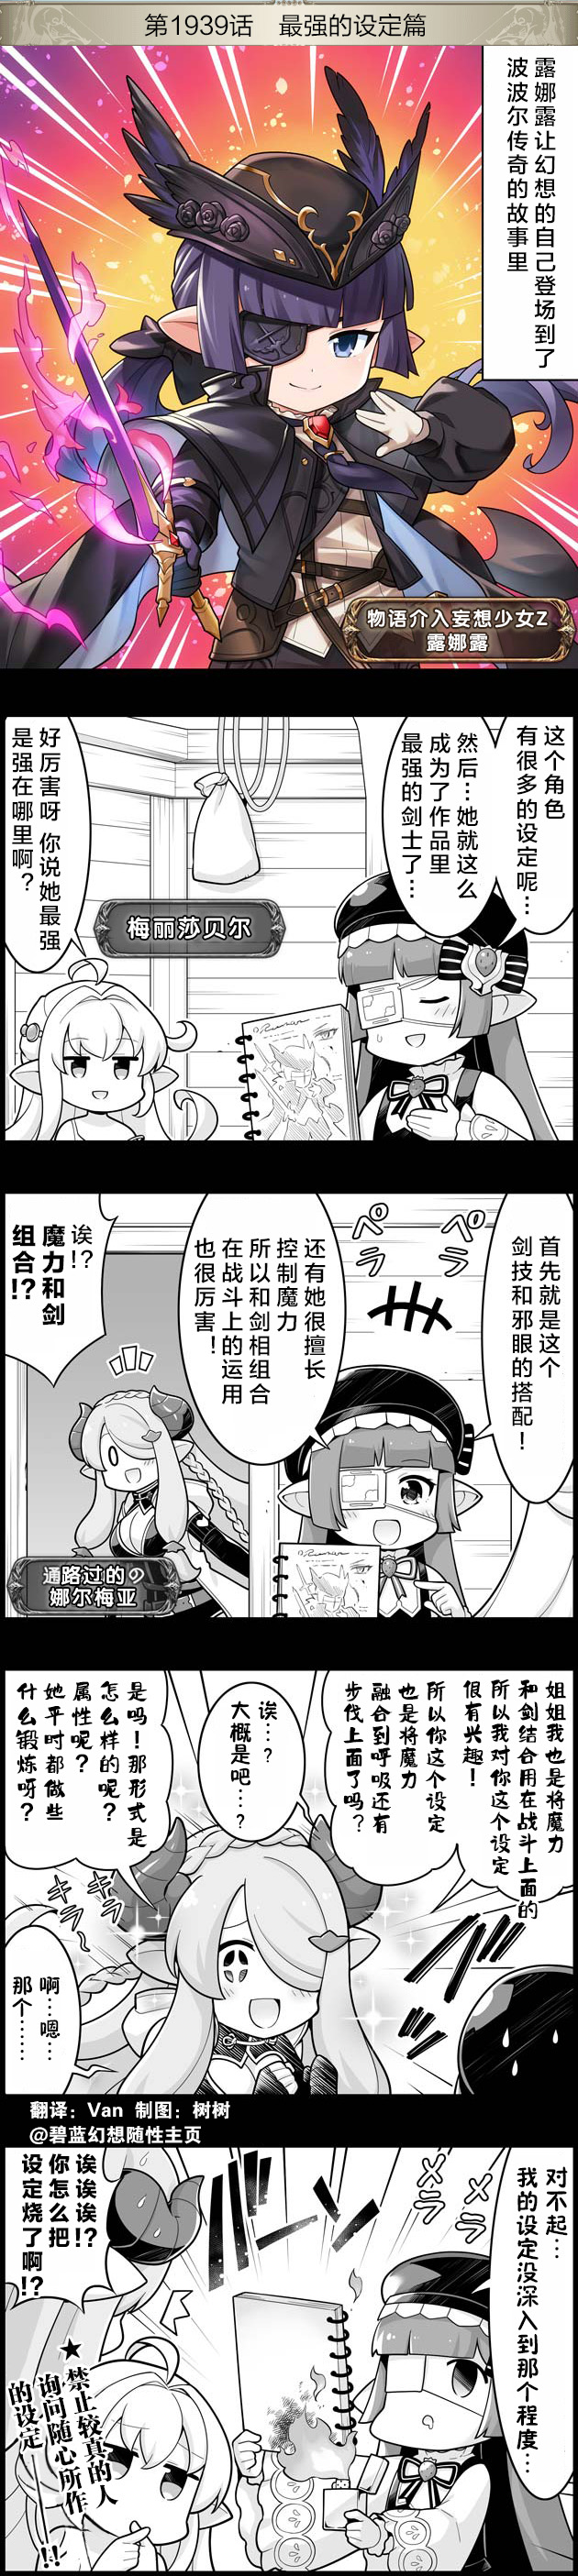 第1939话　最强的设定篇
露娜露让幻想的自己登场到了
波波尔传奇的故事里
物语介入妄想少女Z
露娜露
这个角色
有很多的设定呢…
然后…她就这么
成为了作品里
最强的剑士了…
好厉害呀 你说她最强
是强在哪里啊？
梅丽莎贝尔
首先就是这个
剑技和邪眼的搭配！
ペラ
ペラ
还有她很擅长
控制魔力
所以和剑相组合
在战斗上的运用
也很厉害！
诶!?
魔力和剑
组合!?
通路过的の
娜尔梅亚
姐姐我也是将魔力
和剑结合用在战斗上面的
所以我对你这个设定
很有兴趣！
所以你这个设定
也是将魔力
融合到呼吸还有
步伐上面了吗？
诶…？
大概是吧…？
是吗！那形式是
怎么样的呢？
属性呢？
她平时都做些
什么锻炼呀？
キラ
キラ
啊…嗯…
那个……
翻译：Van 制图：树树
@碧蓝幻想随性主页
对不起…
我的设定没深入到那个程度…
メラ
メラ
诶诶诶!?
你怎么把
设定烧了啊!?
★禁止较真的人
询问随心所作
的设定——!!